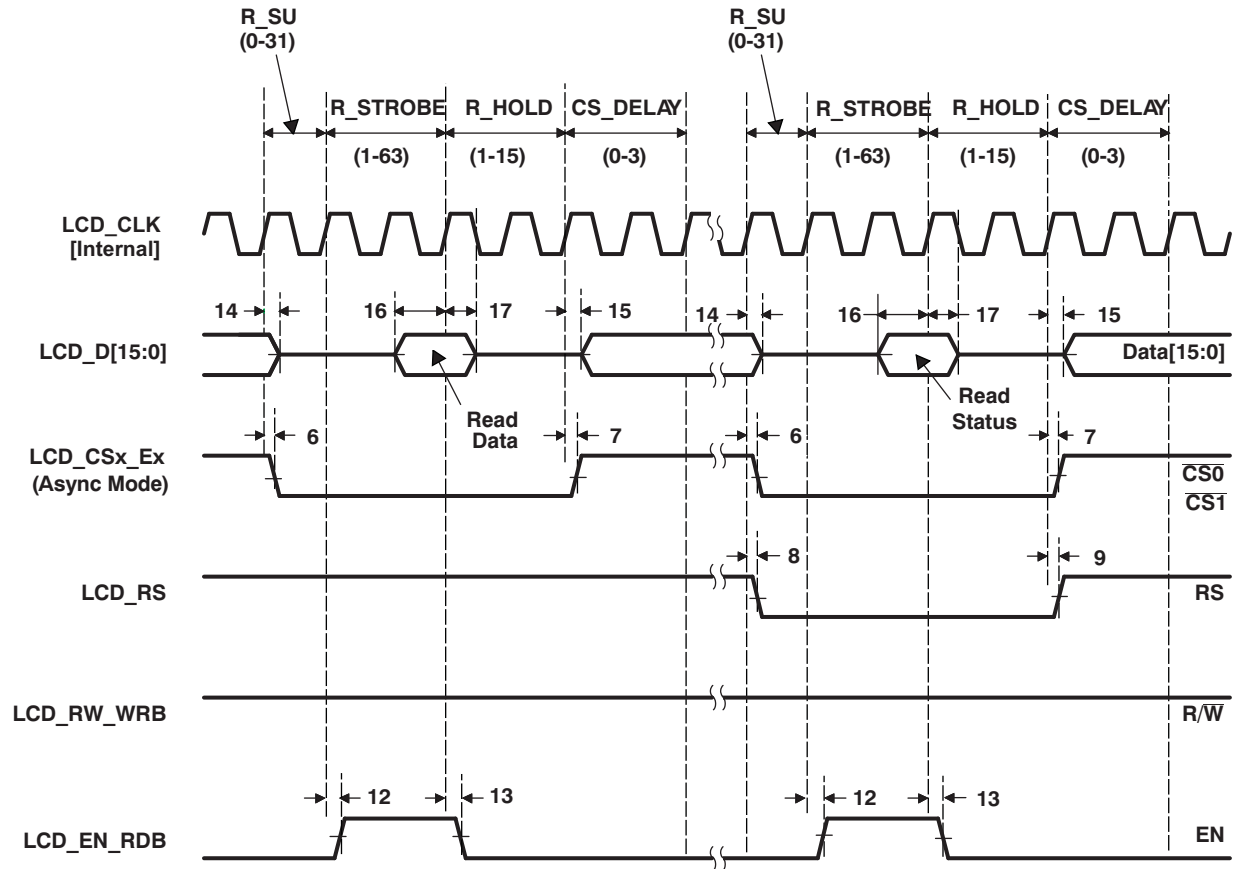 R_SU
(0-31)
R_SU
(0-31)
R_STROBE
R_HOLD
CS_DELAY
R_STROBE
R_HOLD
CS_DELAY
(1-63)
(1-15)
(0-3)
(1-63)
(1-15)
(0-3)
LCD_CLK
[Internal]
14
16
17
15
14
16
17
15
LCD_D[15:0]
Data[15:0]
Read
Data
Read
Status
6
7
6
7
LCD_CSx_Ex
(Async Mode)
CS0
CS1
8
9
LCD_RS
RS
LCD_RW_WRB
R/W
12
13
12
13
LCD_EN_RDB
EN